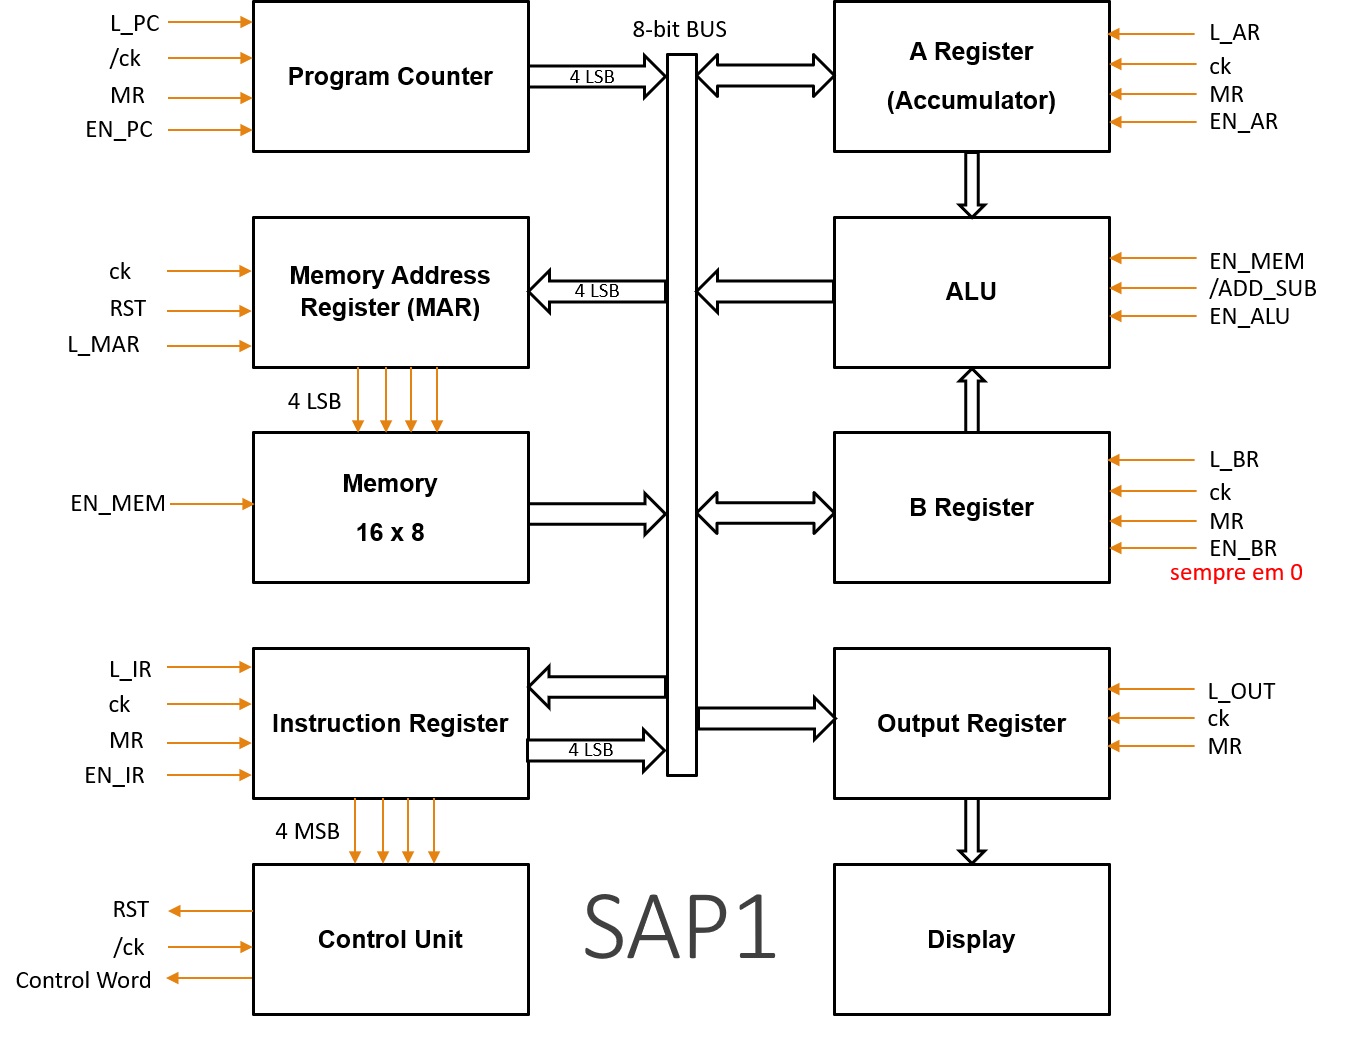 L_PC
/ck
MR
EN_PC
Program Counter
4 LSB
8-bit BUS
A Register
(Accumulator)
L_AR
ck
MR
EN_AR
ck
RST
L_MAR
Memory Address
Register (MAR)
4 LSB
ALU
EN_MEM
/ADD_SUB
EN_ALU
4 LSB
EN_MEM
Memory
16 x 8
B Register
L_BR
ck
MR
EN_BR
sempre em 0
L_IR
ck
MR
EN_IR
Instruction Register
4 LSB
Output Register
L_OUT
ck
MR
4 MSB
RST
/ck
Control Word
Control Unit
SAP1
Display